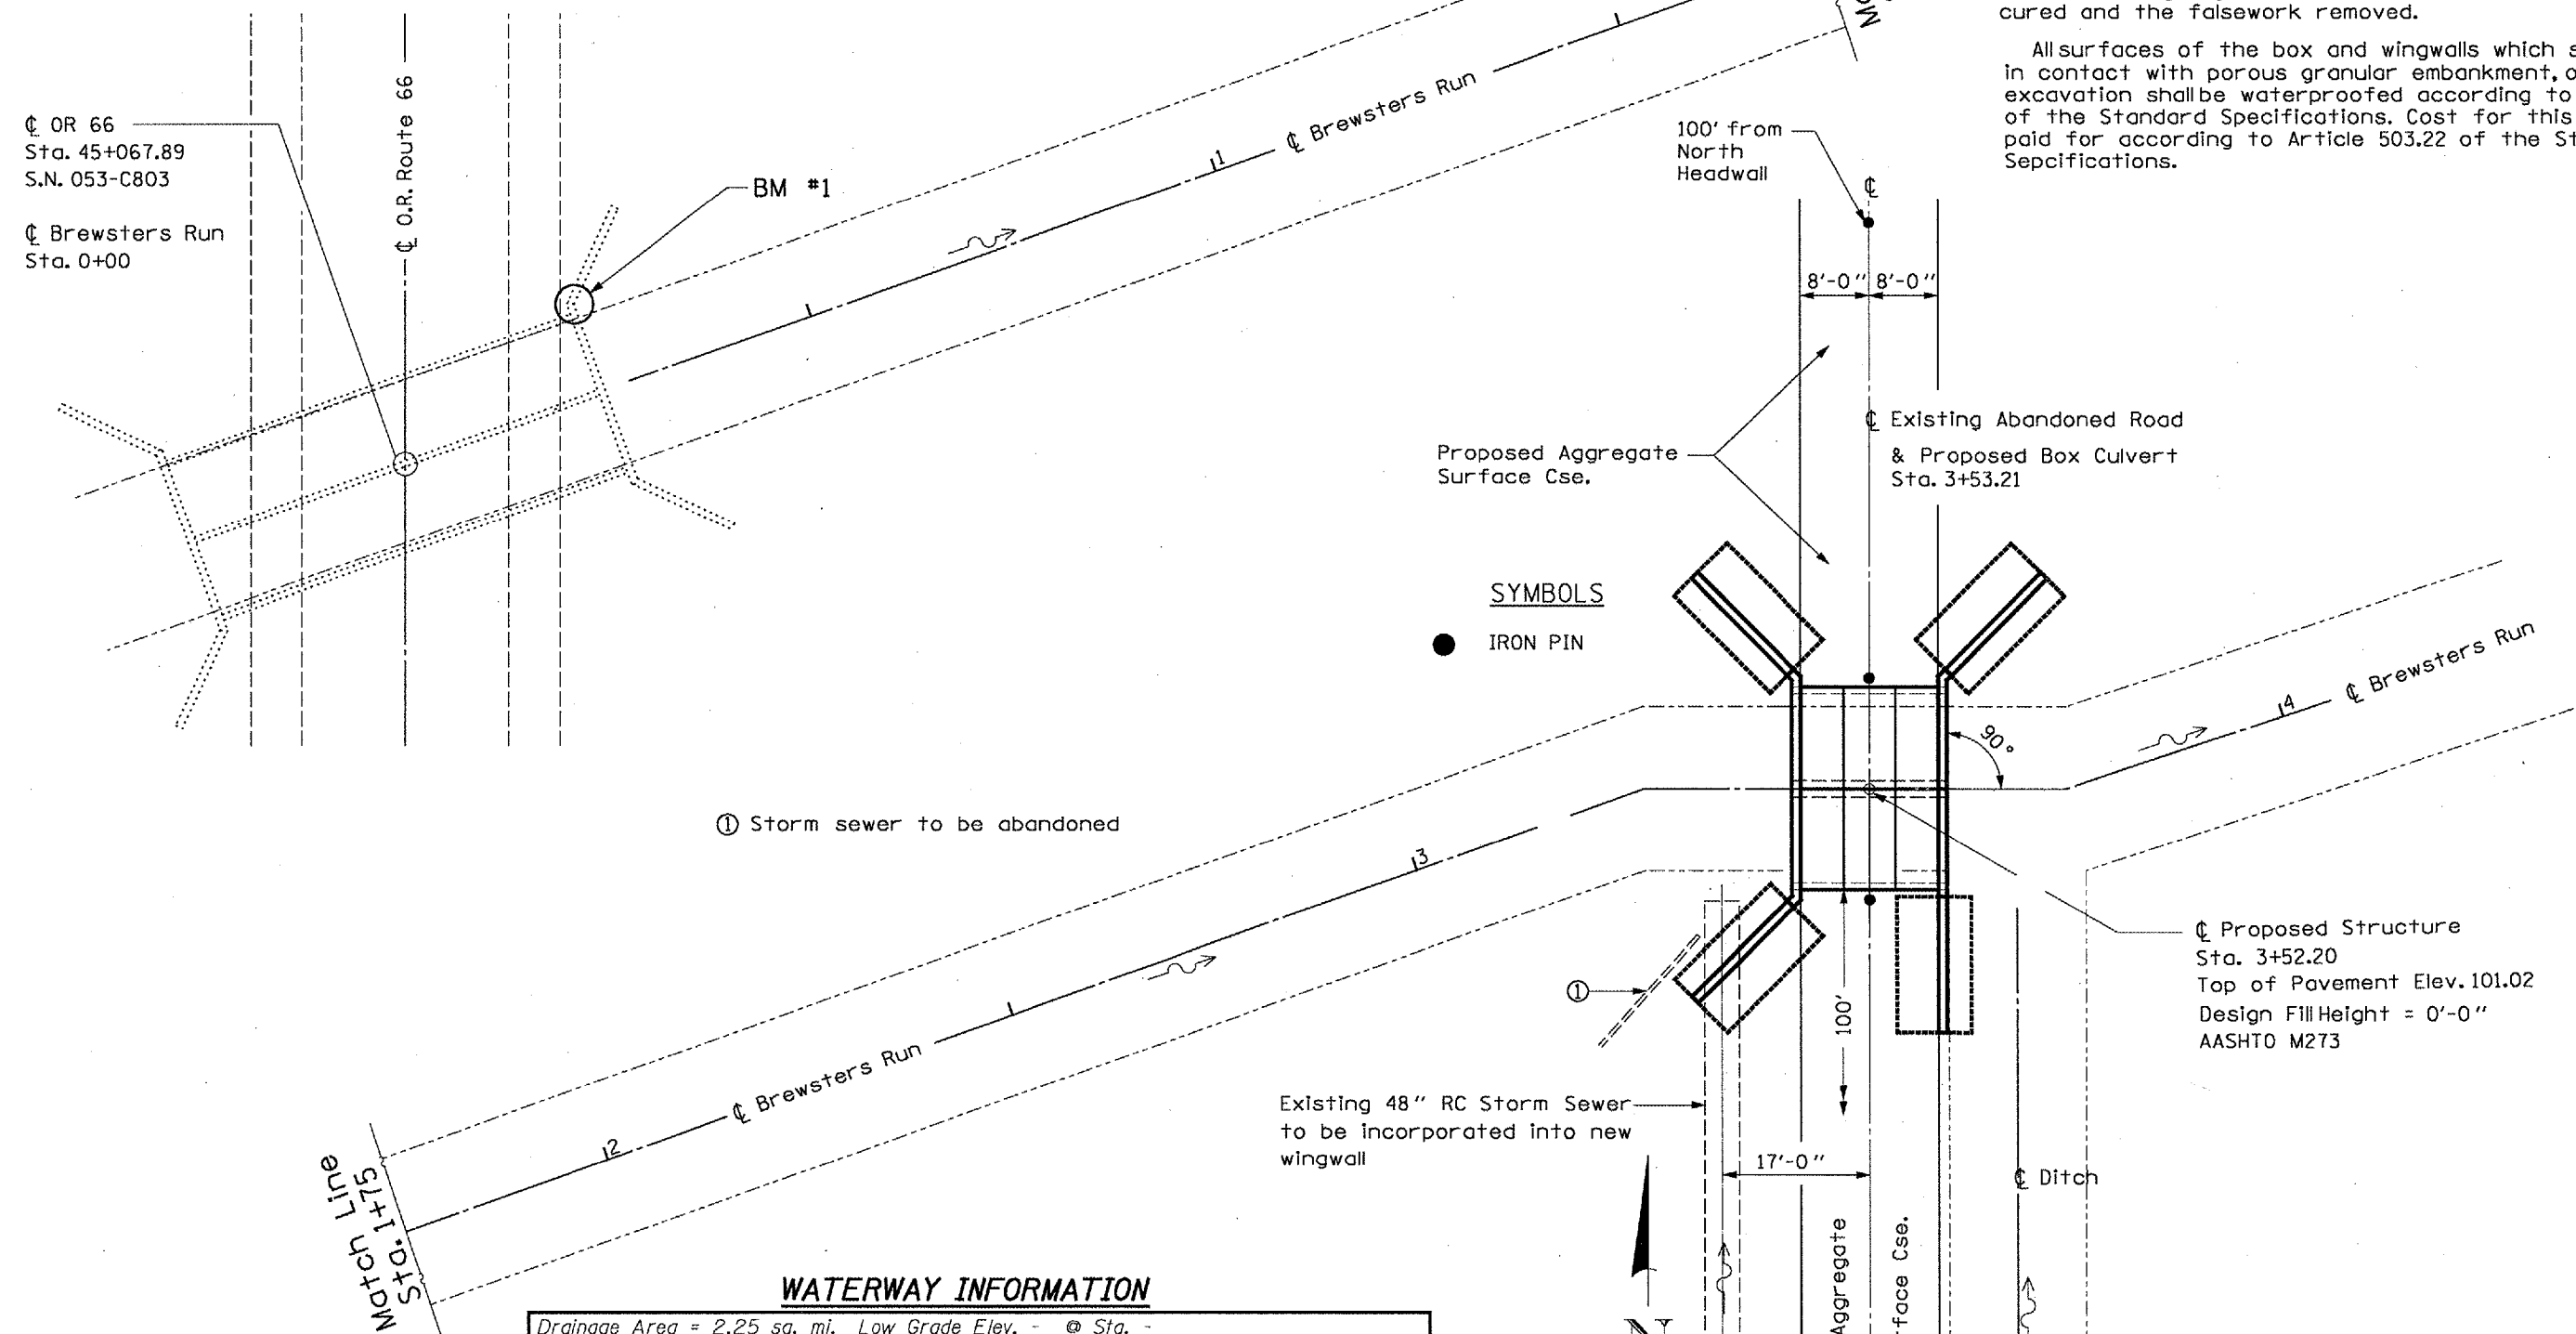 ℄ OR 66
Sta. 45+067.89
S.N. 053-C803
℄ Brewsters Run
Sta. 0+00
℄ O.R. Route 66
BM #1
1
℄ Brewsters Run
cured and the falsework removed.
All surfaces of the box and wingwalls which
in contact with porous granular embankment,
excavation shall be waterproofed according to
of the Standard Specifications. Cost for this
paid for according to Article 503.22 of the
Sepcifications.
100' from
North
Headwall
℄
8'-0" 8'-0"
Proposed Aggregate
Surface Cse.
℄ Existing Abandoned Road
& Proposed Box Culvert
Sta. 3+53.21
SYMBOLS
● IRON PIN
4
℄ Brewsters Run
90°
① Storm sewer to be abandoned
3
①
100'
℄ Proposed Structure
Sta. 3+52.20
Top of Pavement Elev. 101.02
Design Fill Height = 0'-0"
AASHTO M273
℄ Brewsters Run
2
Existing 48" RC Storm Sewer
to be incorporated into new
wingwall
17'-0"
℄ Ditch
Match Line
Sta. 1+75
Aggregate
face Cse.
N
WATERWAY INFORMATION
Drainage Area = 2.25 sq. mi. Low Grade Elev. - @ Sta. -